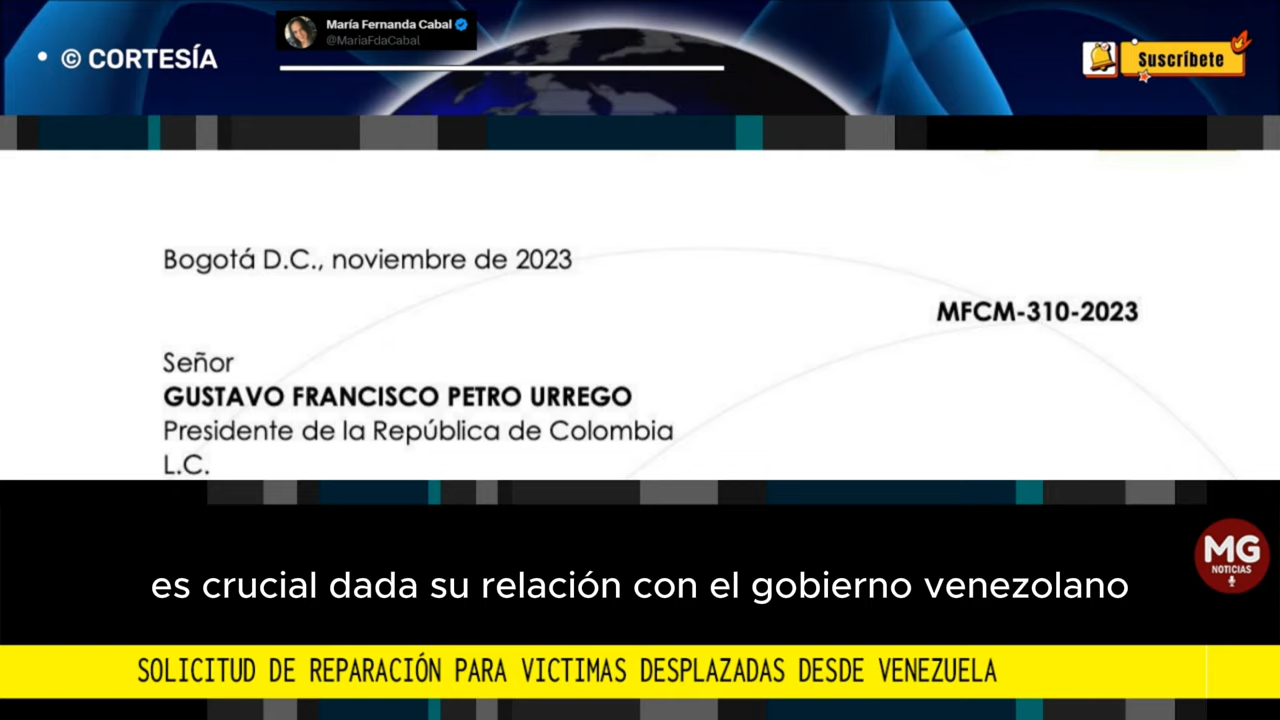 • © CORTESÍA
María Fernanda Cabal
@MariaFdaCabal
Suscríbete
Bogotá D.C., noviembre de 2023
MFCM-310-2023
Señor
GUSTAVO FRANCISCO PETRO URREGO
Presidente de la República de Colombia
L.C.
es crucial dada su relación con el gobierno venezolano
MG
NOTICIAS
SOLICITUD DE REPARACIÓN PARA VICTIMAS DESPLAZADAS DESDE VENEZUELA